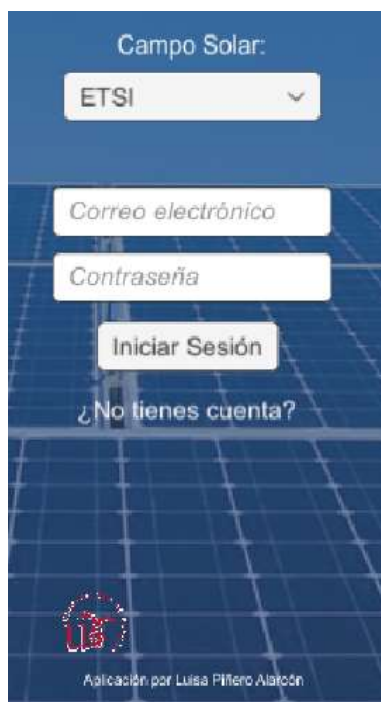 Campo Solar:
ETSI
Correo electrónico
Contraseña
Iniciar Sesión
¿No tienes cuenta?
Aplicación por Luisa Piñero Alarcón